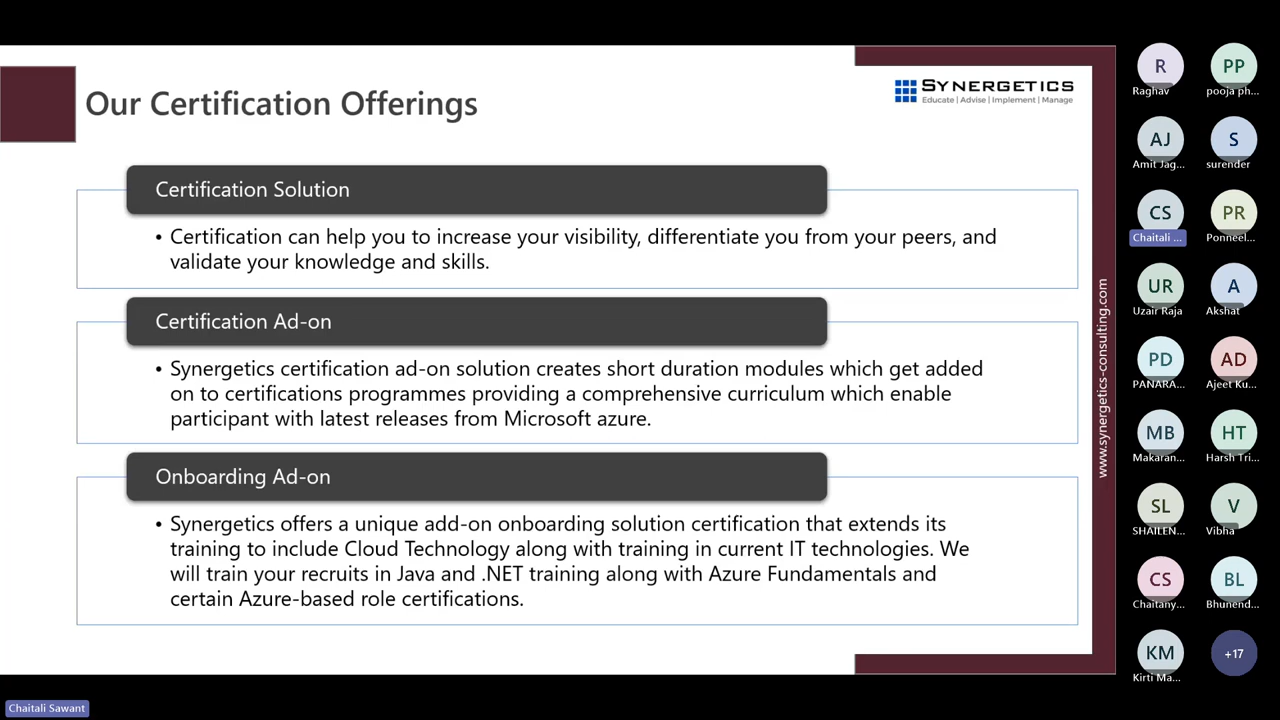 Our Certification Offerings
SYNERGETICS
Educate | Advise | Implement | Manage
Certification Solution
• Certification can help you to increase your visibility, differentiate you from your peers, and
validate your knowledge and skills.
Certification Ad-on
• Synergetics certification ad-on solution creates short duration modules which get added
on to certifications programmes providing a comprehensive curriculum which enable
participant with latest releases from Microsoft azure.
Onboarding Ad-on
• Synergetics offers a unique add-on onboarding solution certification that extends its
training to include Cloud Technology along with training in current IT technologies. We
will train your recruits in Java and .NET training along with Azure Fundamentals and
certain Azure-based role certifications.
www.synergetics-consulting.com
R
Raghav
PP
pooja ph...
AJ
Amit Jag...
S
surender
CS
Chaitali ...
PR
Ponneel...
UR
Uzair Raja
A
Akshat
PD
PANARA...
AD
Ajeet Ku...
MB
Makaran...
HT
Harsh Tri...
SL
SHAILEN...
V
Vibha
CS
Chaitany...
BL
Bhunend...
KM
Kirti Ma...
+17
Chaitali Sawant